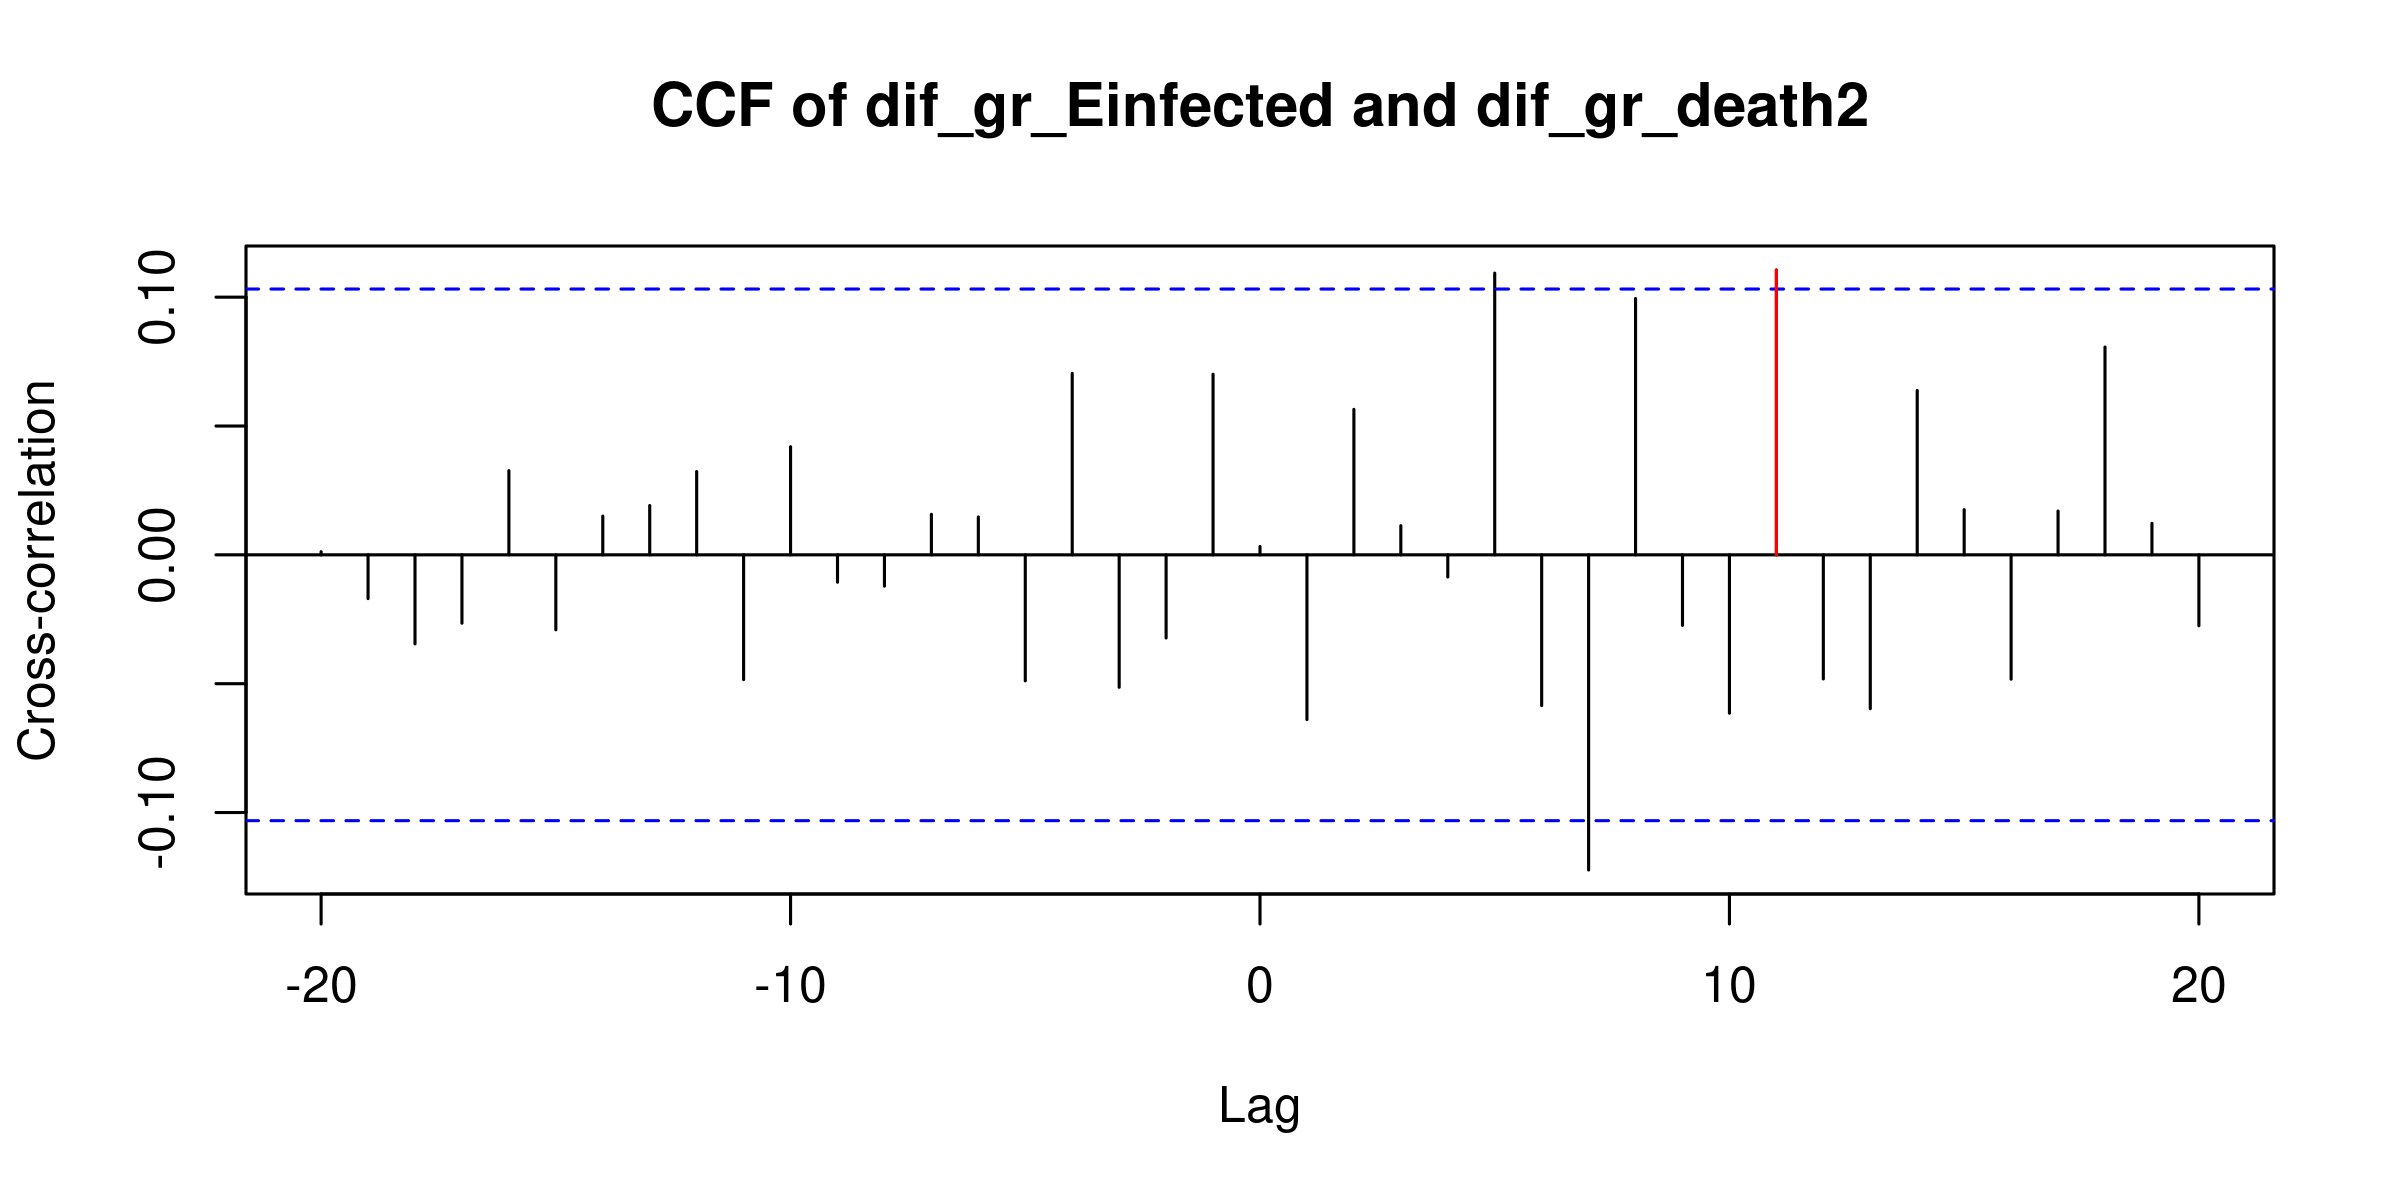 CCF of dif_gr_Einfected and dif_gr_death2
Cross-correlation
0.10
0.00
-0.10
-20
-10
0
10
20
Lag